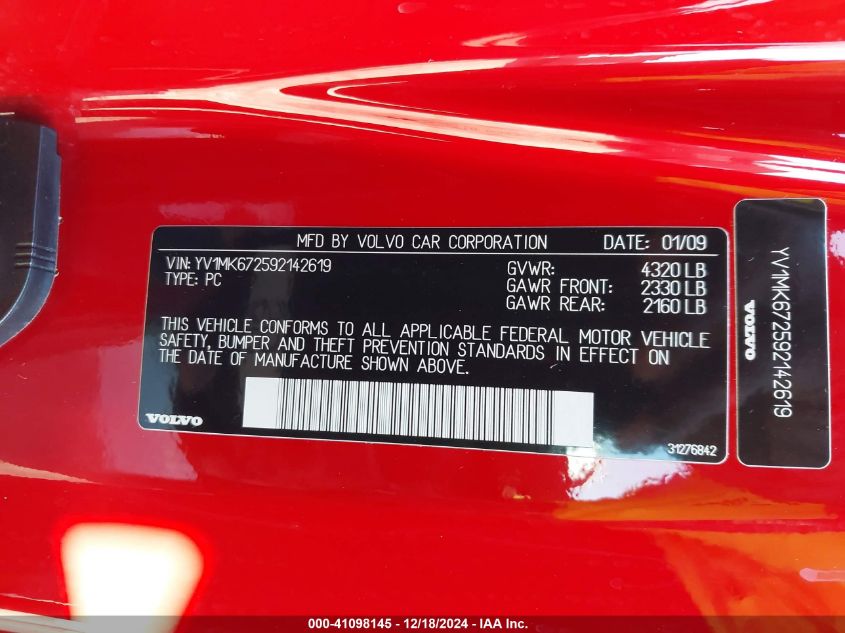 MFD BY VOLVO CAR CORPORATION DATE: 01/09
VIN: YV1MK672592142619 GVWR: 4320 LB
TYPE: PC GAWR FRONT: 2330 LB
GAWR REAR: 2160 LB
THIS VEHICLE CONFORMS TO ALL APPLICABLE FEDERAL MOTOR VEHICLE
SAFETY, BUMPER AND THEFT PREVENTION STANDARDS IN EFFECT ON
THE DATE OF MANUFACTURE SHOWN ABOVE.
VOLVO
31276842
YV1MK672592142619
VOLVO
000-41098145 - 12/18/2024 - IAA Inc.